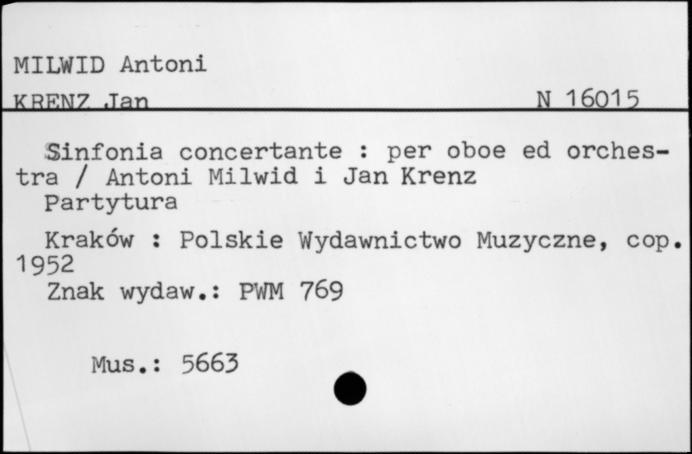 MILWID Antoni
KRENZ Jan N 16015
Sinfonia concertante : per oboe ed orches-
tra / Antoni Milwid i Jan Krenz
Partytura
Kraków : Polskie Wydawnictwo Muzyczne, cop.
1952
Znak wydaw.: PWM 769
Mus.: 5663